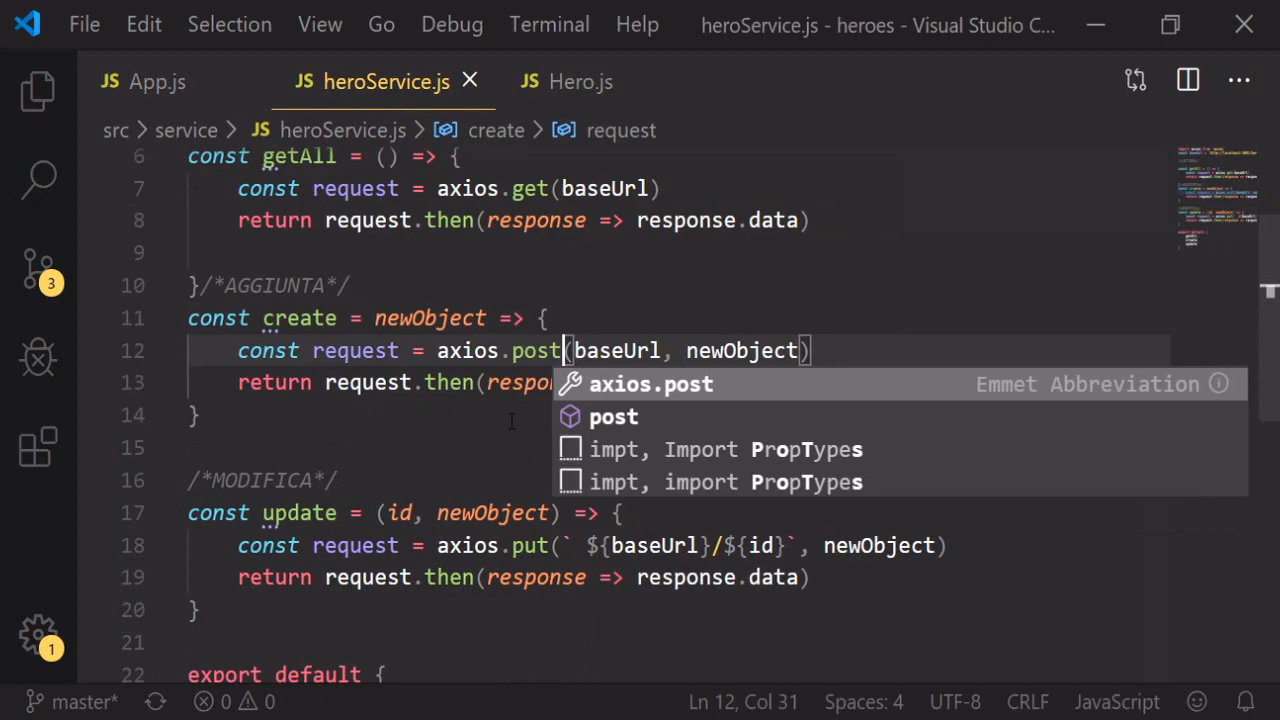 File Edit Selection View Go Debug Terminal Help heroService.js - heroes - Visual Studio C...
JS App.js JS heroService.js JS Hero.js
src > service > JS heroService.js > create > request
6 const getAll = () => {
7 const request = axios.get(baseUrl)
8 return request.then(response => response.data)
9
10 }/*AGGIUNTA*/
11 const create = newObject => {
12 const request = axios.post(baseUrl, newObject)
axios.post Emmet Abbreviation
13 return request.then(respon
14 }
post
15
impt, Import PropTypes
16 /*MODIFICA*/
impt, import PropTypes
17 const update = (id, newObject) => {
18 const request = axios.put(` ${baseUrl}/${id}`, newObject)
19 return request.then(response => response.data)
20 }
21
22 export default {
3
1
master* 0 0 Ln 12, Col 31 Spaces: 4 UTF-8 CRLF JavaScript